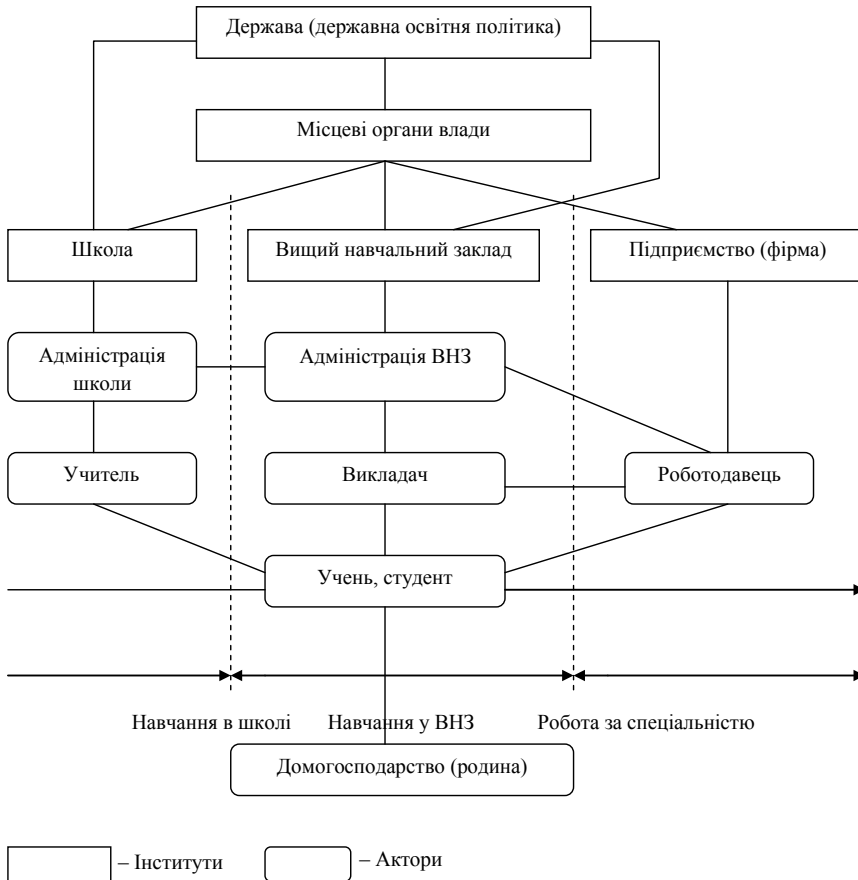 Держава (державна освітня політика)
Місцеві органи влади
Школа
Вищий навчальний заклад
Підприємство (фірма)
Адміністрація
школи
Адміністрація ВНЗ
Учитель
Викладач
Роботодавець
Учень, студент
Навчання в школі
Навчання у ВНЗ
Робота за спеціальністю
Домогосподарство (родина)
– Інститути
– Актори